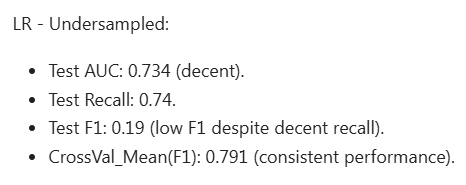 LR - Undersampled:
• Test AUC: 0.734 (decent).
• Test Recall: 0.74.
• Test F1: 0.19 (low F1 despite decent recall).
• CrossVal_Mean(F1): 0.791 (consistent performance).